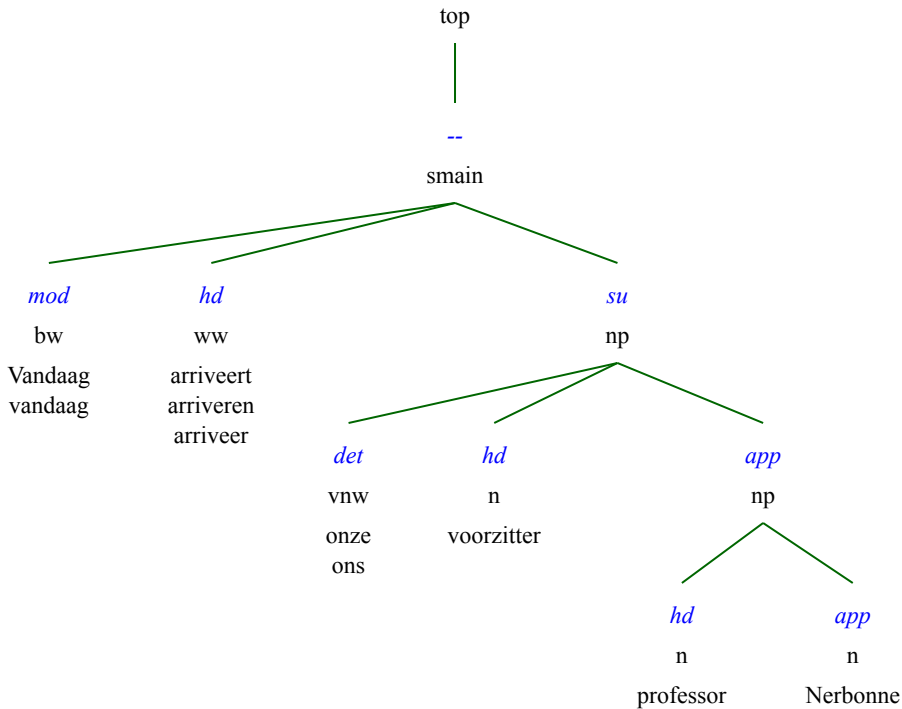 top
--
smain
mod hd su
bw ww np
Vandaag arriveert
vandaag arriveren
arriveer
det hd app
vnw n np
onze voorzitter
ons
hd app
n n
professor Nerbonne